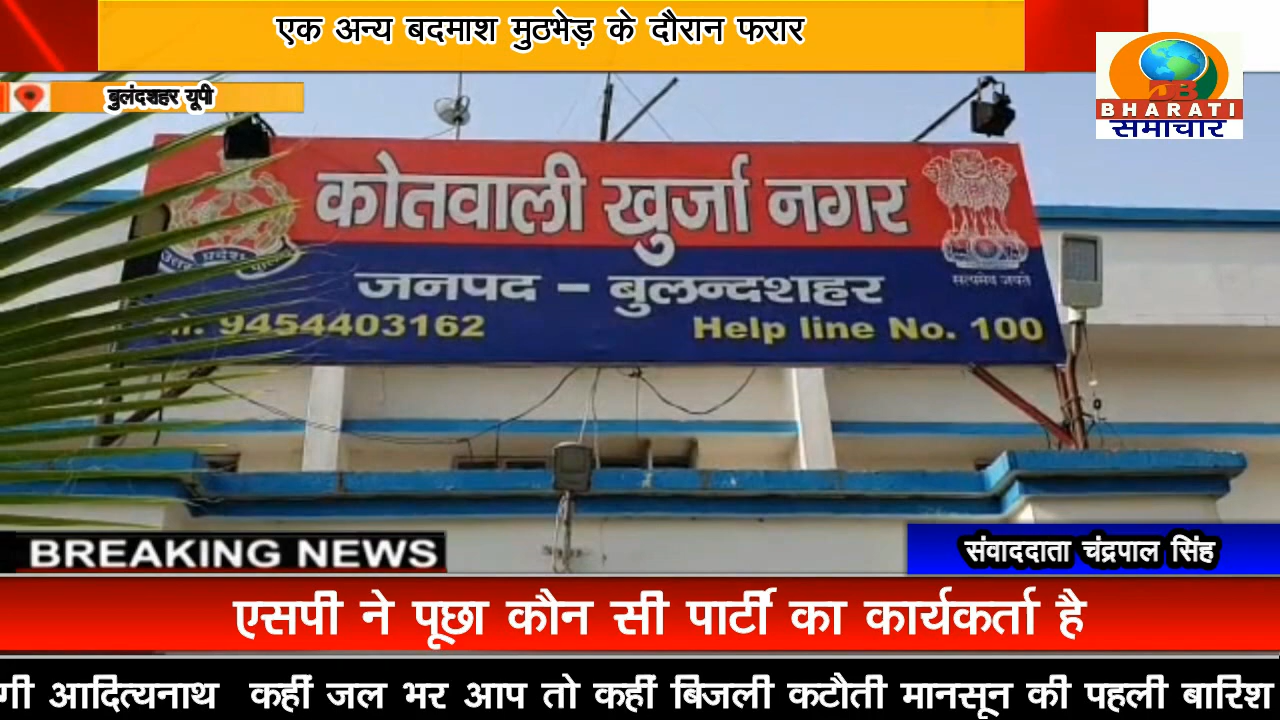 एक अन्य बदमाश मुठभेड़ के दौरान फरार
बुलंदशहर यूपी
BHARATI
समाचार
कोतवाली खुर्जा नगर
सत्यमेव जयते
जनपद - बुलन्दशहर
मो. 9454403162
Help line No. 100
BREAKING NEWS
संवाददाता चंद्रपाल सिंह
एसपी ने पूछा कौन सी पार्टी का कार्यकर्ता है
गी आदित्यनाथ कहीं जल भर आप तो कहीं बिजली कटौती मानसून की पहली बारिश